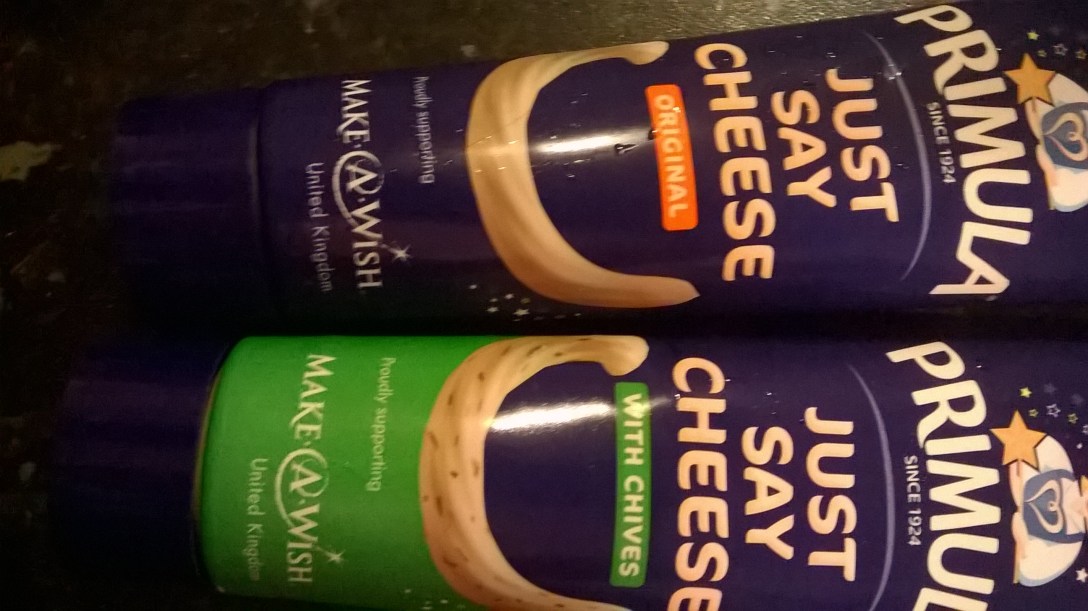 PRIMULA
SINCE 1924
JUST
SAY
CHEESE
ORIGINAL
Proudly supporting
MAKE-A-WISH
United Kingdom
PRIMUL
SINCE 1924
JUST
SAY
CHEESE
WITH CHIVES
Proudly supporting
MAKE-A-WISH
United Kingdom